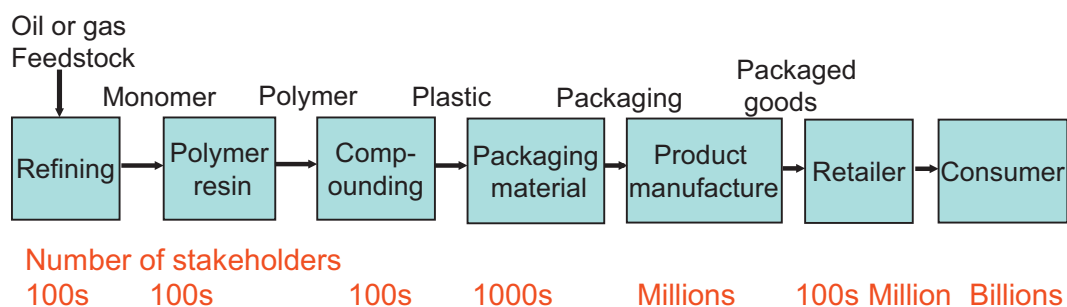 Oil or gas
Feedstock
Monomer
Polymer
Plastic
Packaging
Packaged
goods
Refining
Polymer
resin
Comp-
ounding
Packaging
material
Product
manufacture
Retailer
Consumer
Number of stakeholders
100s 100s 100s 1000s Millions 100s Million Billions